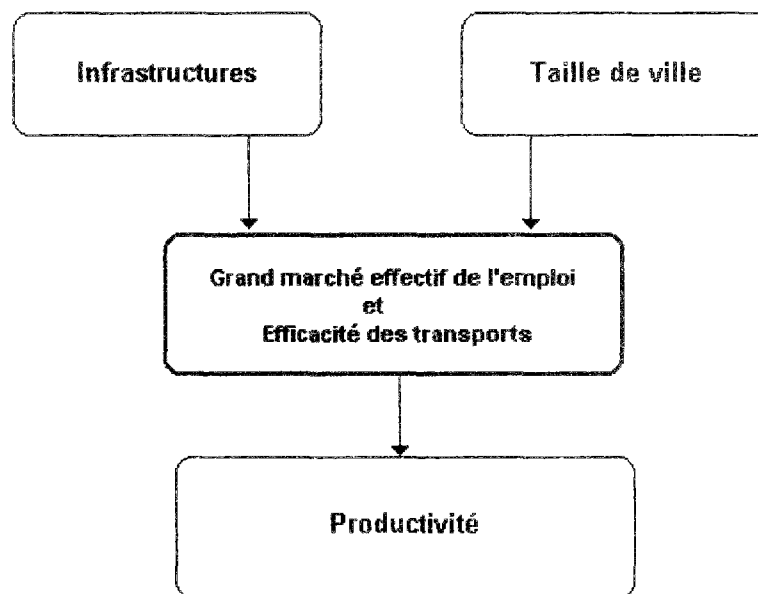 Infrastructures
Taille de ville
Grand marché effectif de l'emploi
et
Efficacité des transports
Productivité